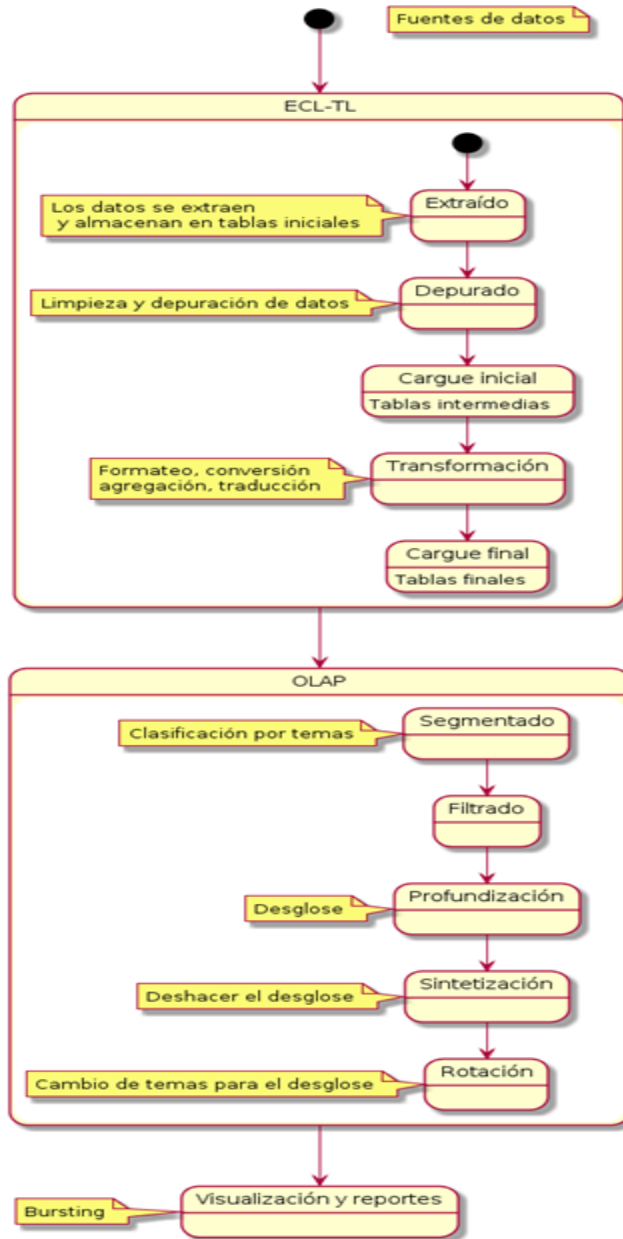 Fuentes de datos
ECL-TL
Extraído
Los datos se extraen
y almacenan en tablas iniciales
Depurado
Limpieza y depuración de datos
Cargue inicial
Tablas intermedias
Transformación
Formateo, conversión
agregación, traducción
Cargue final
Tablas finales
OLAP
Segmentado
Clasificación por temas
Filtrado
Profundización
Desglose
Sintetización
Deshacer el desglose
Rotación
Cambio de temas para el desglose
Visualización y reportes
Bursting